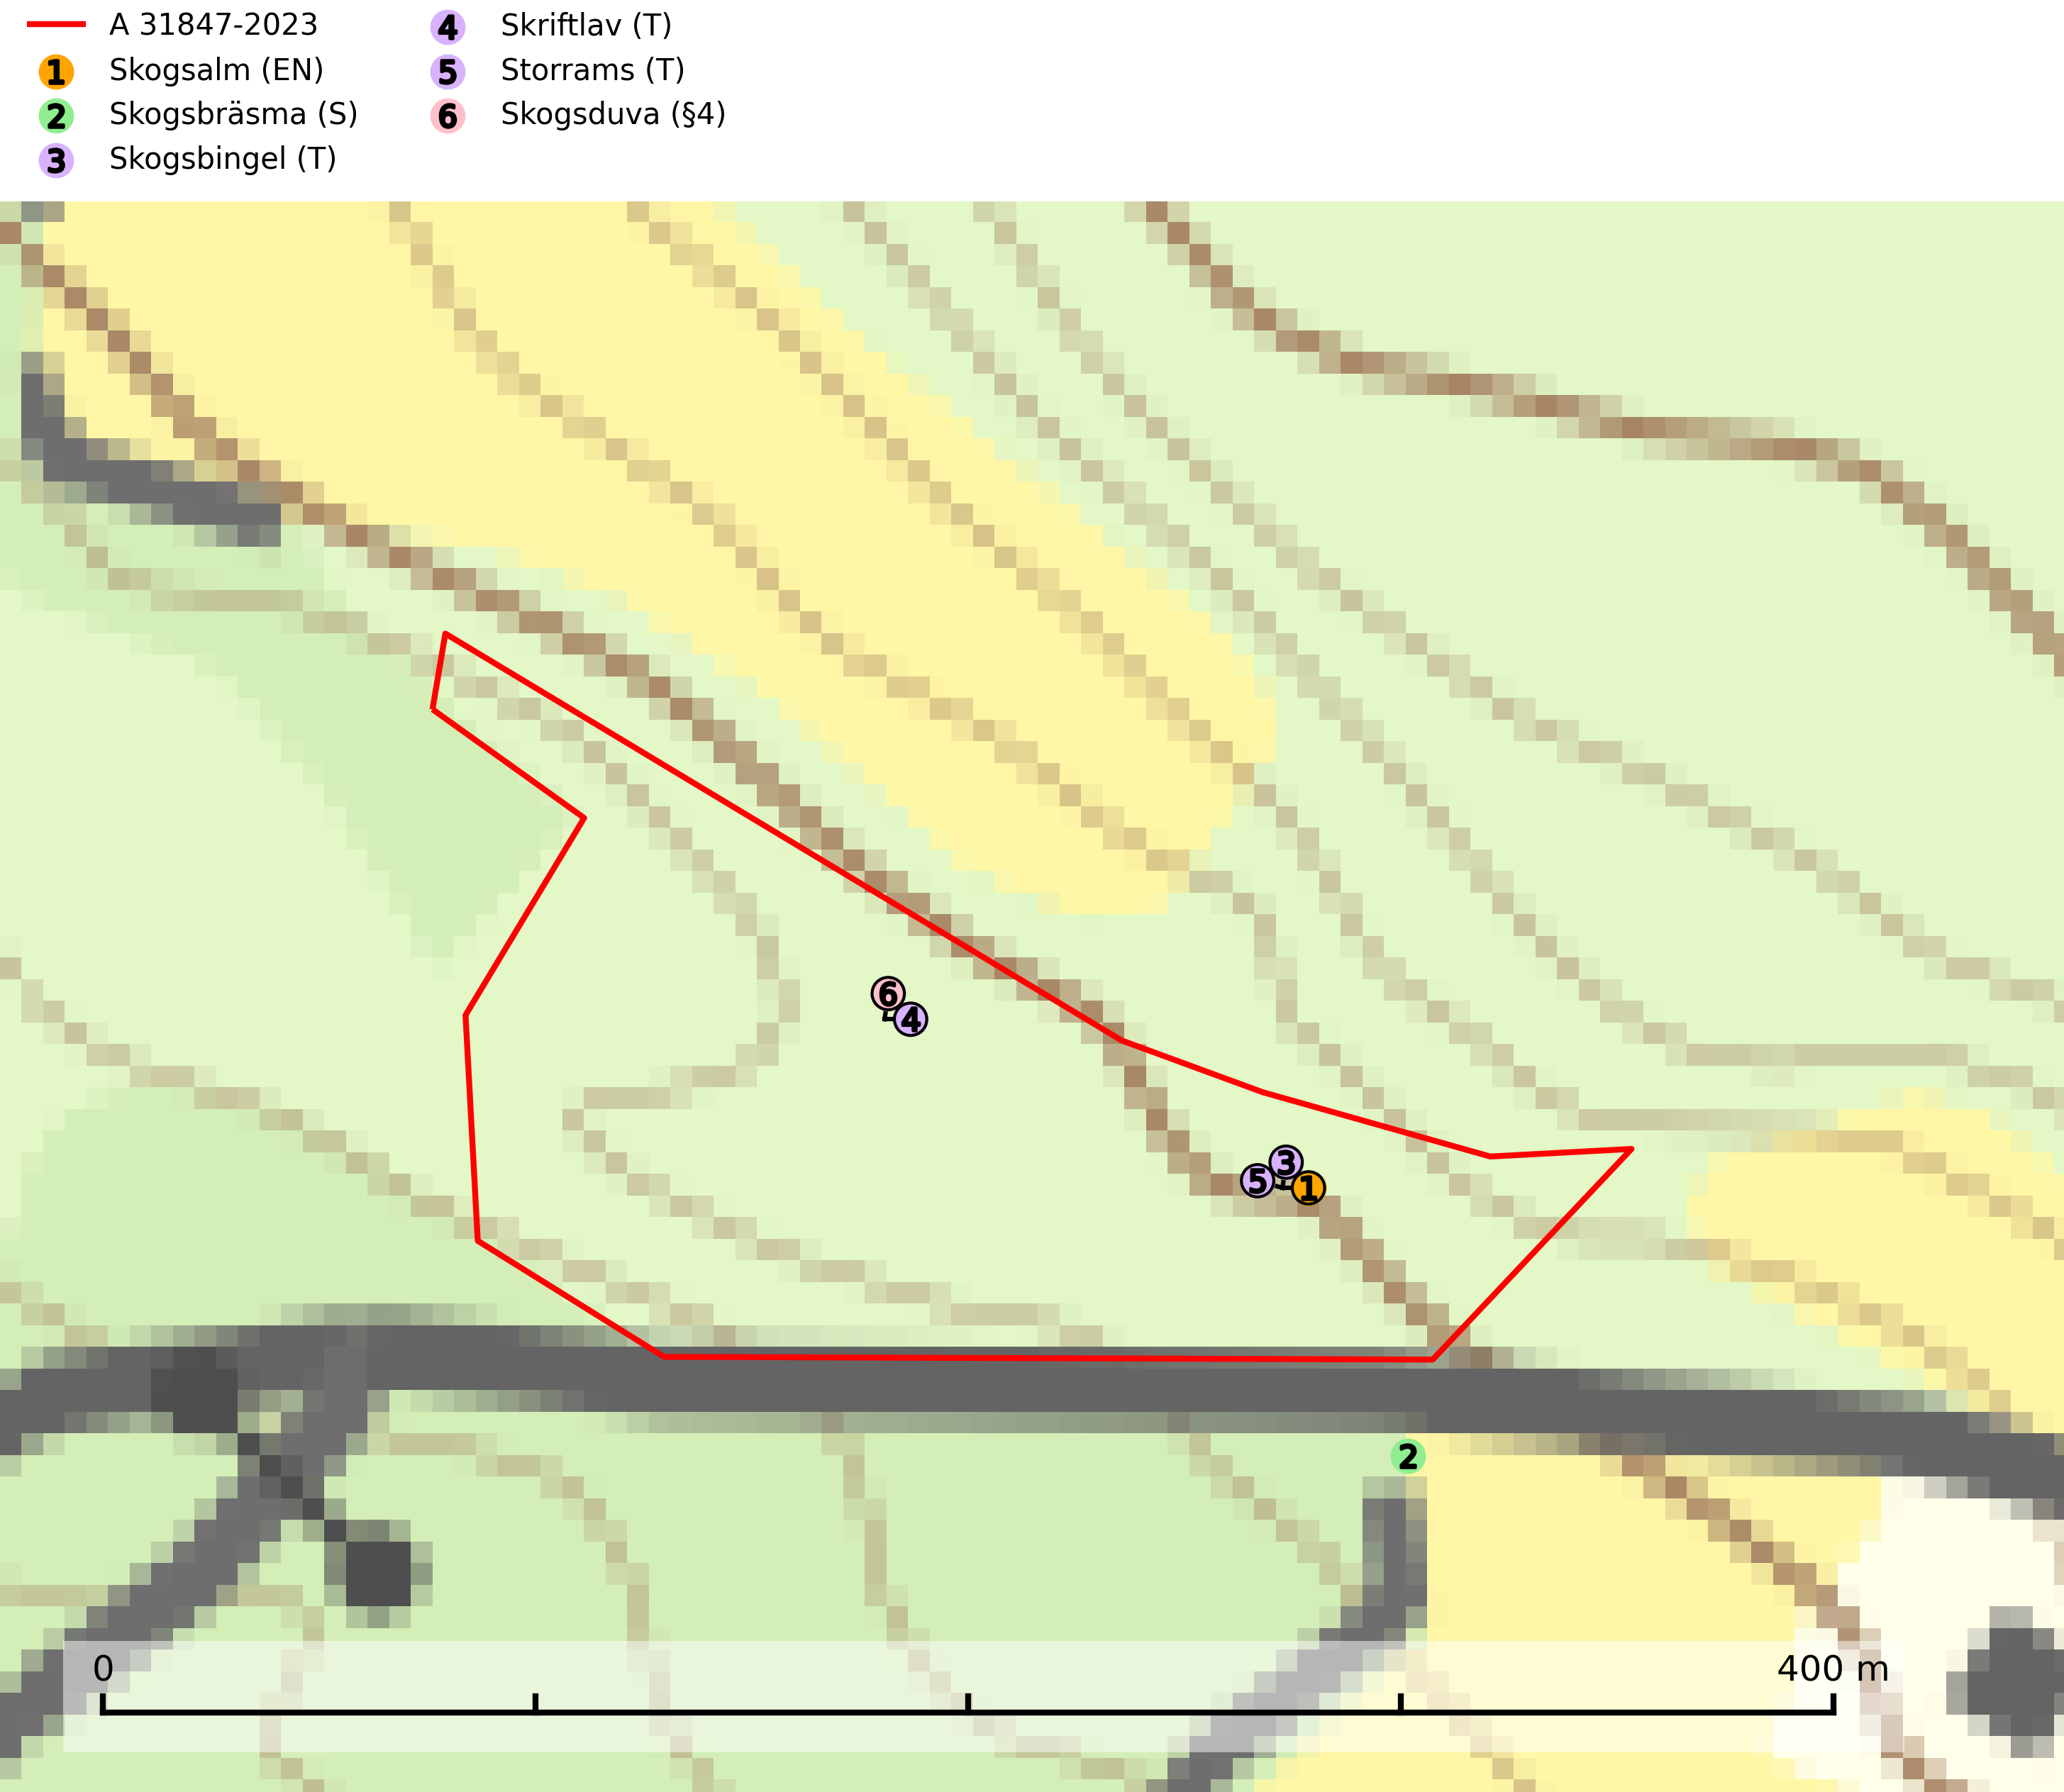 A 31847-2023
1 Skogsalm (EN)
2 Skogsbräsma (S)
3 Skogsbingel (T)
4 Skriftlav (T)
5 Storrams (T)
6 Skogsduva (§4)
6
4
3
5
1
2
0
400 m